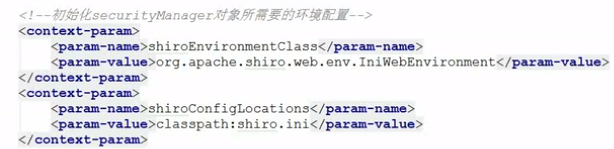 <!--初始化securityManager对象所需要的环境配置-->
<context-param>
<param-name>shiroEnvironmentClass</param-name>
<param-value>org.apache.shiro.web.env.IniWebEnvironment</param-value>
</context-param>
<context-param>
<param-name>shiroConfigLocations</param-name>
<param-value>classpath:shiro.ini</param-value>
</context-param>